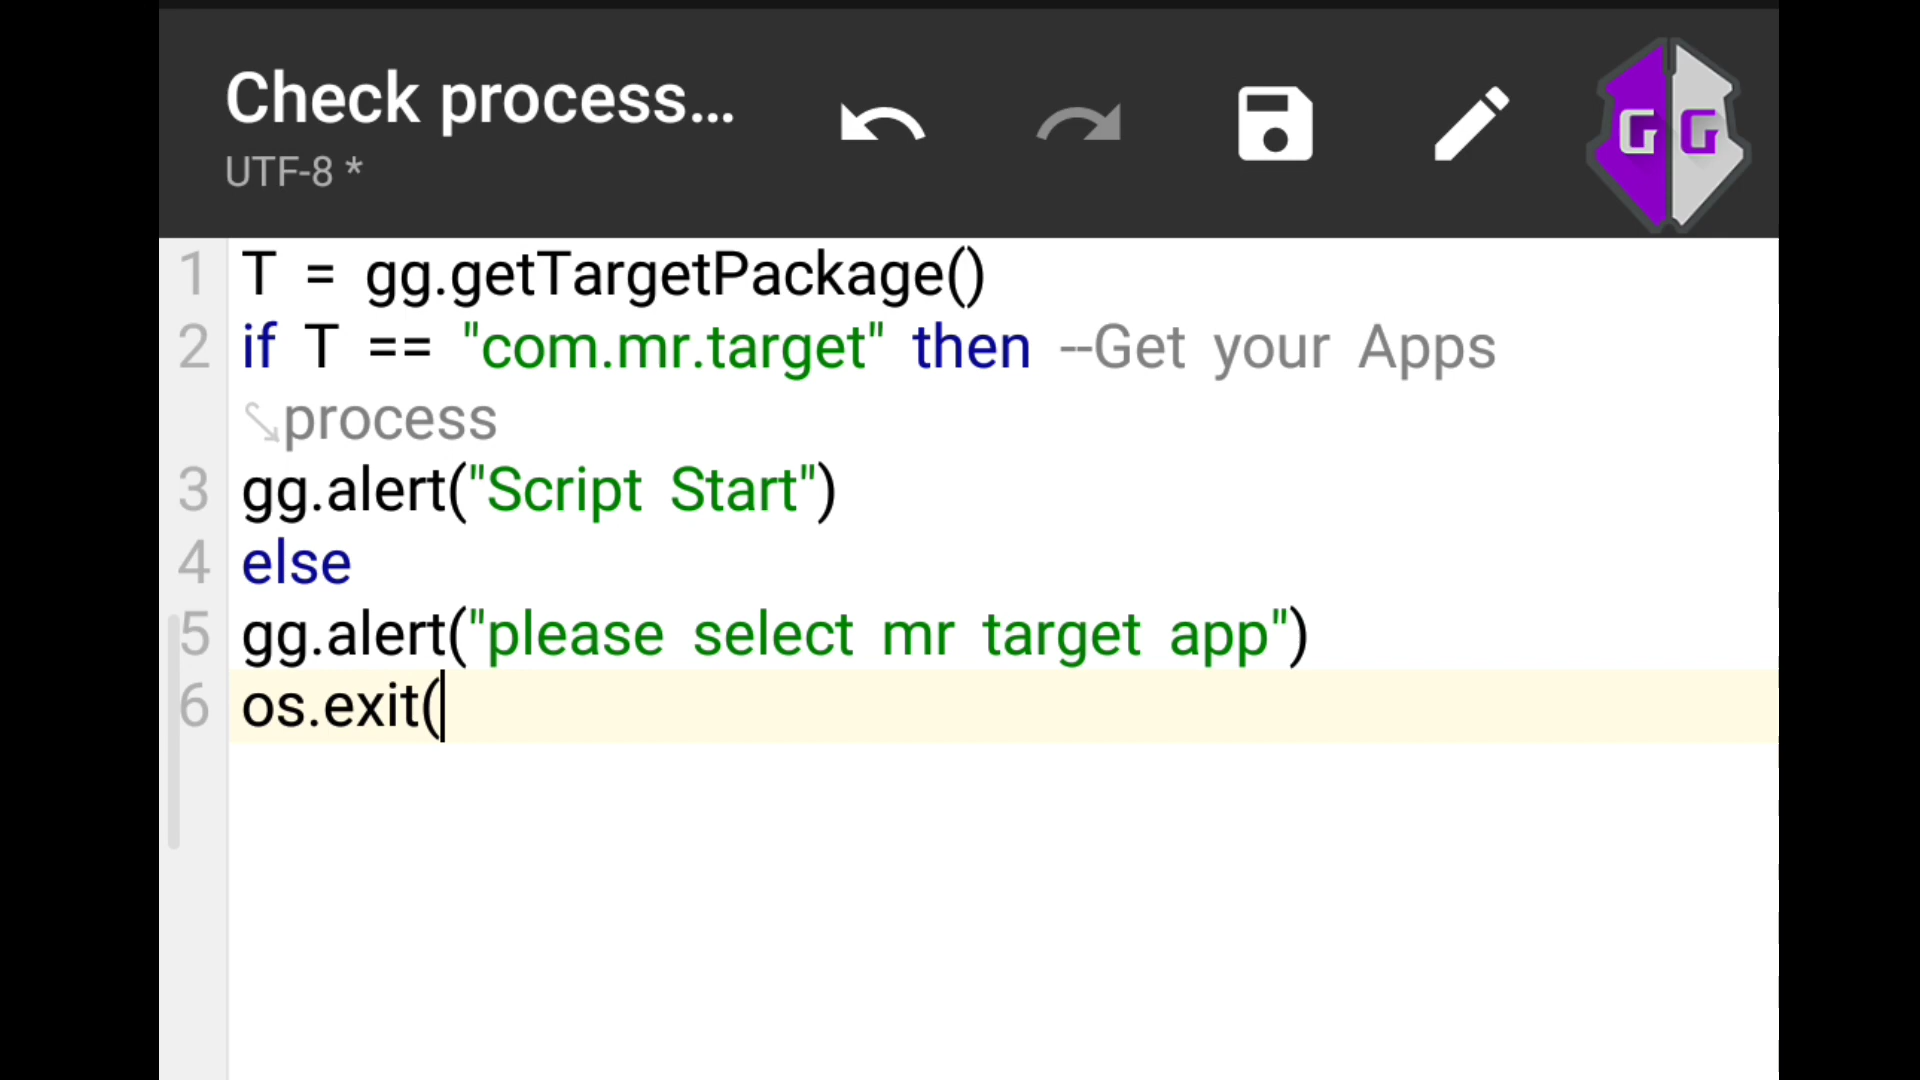 Check process...
UTF-8 *
GG
1 T = gg.getTargetPackage()
2 if T == "com.mr.target" then --Get your Apps
process
3 gg.alert("Script Start")
4 else
5 gg.alert("please select mr target app")
6 os.exit(